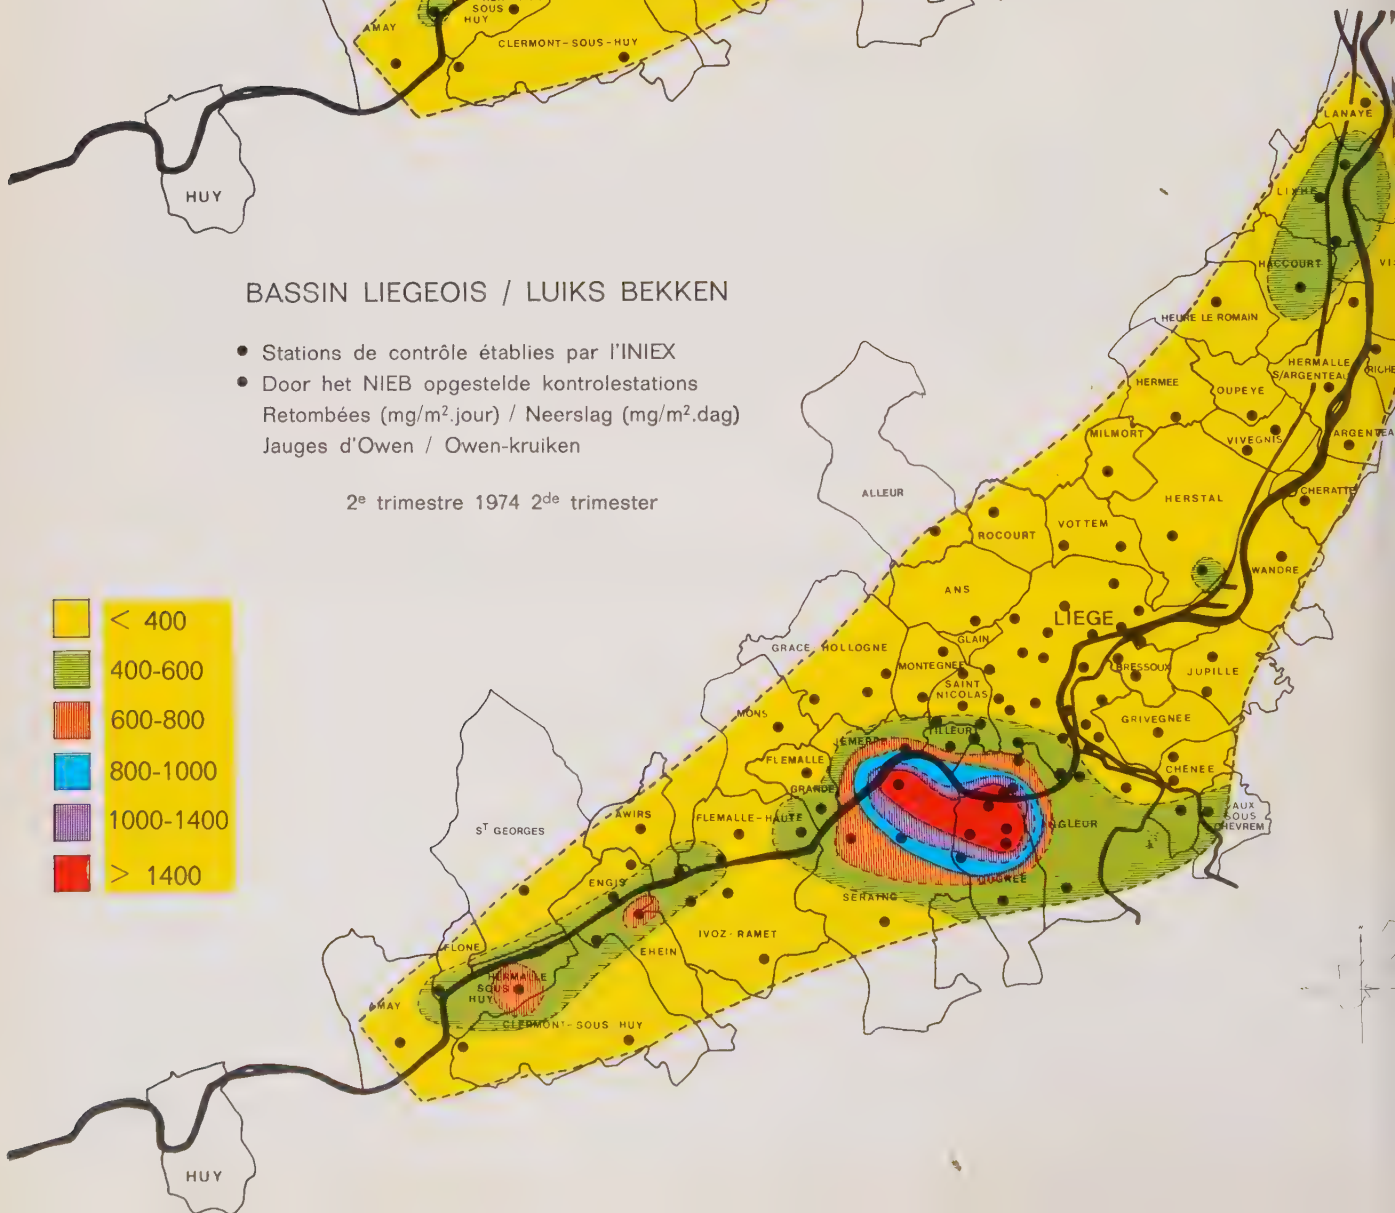 AMAY
SOUS
HUY
CLERMONT-SOUS-HUY
HUY
BASSIN LIEGEOIS / LUIKS BEKKEN
● Stations de contrôle établies par l'INIEX
● Door het NIEB opgestelde kontrolestations
Retombées (mg/m².jour) / Neerslag (mg/m².dag)
Jauges d'Owen / Owen-kruiken
2e trimestre 1974 2de trimester
< 400
400-600
600-800
800-1000
1000-1400
> 1400
LANAYE
LIXHE
HACCOURT
HEURE LE ROMAIN
HERMALLE
S/ARGENTEAU
RICHE
HERMEE
OUPEYE
MILMORT
VIVEGNIS
ARGENTEA
ALLEUR
HERSTAL
CHERATTE
ROCOURT
VOTTEM
WANDRE
ANS
LIEGE
GRACE HOLLOGNE
GLAIN
MONTEGNEE
BRESSOUX
JUPILLE
SAINT
NICOLAS
MONS
GRIVEGNEE
JEMEPPE
TILLEUR
FLEMALLE
GRANDE
CHENEE
ST GEORGES
AWIRS
FLEMALLE-HAUTE
ANGLEUR
VAUX
SOUS
CHEVREM
ENGIS
OUGREE
SERAING
IVOZ-RAMET
FLONE
EHEIN
HERMALLE
SOUS
HUY
AMAY
CLERMONT-SOUS HUY
HUY